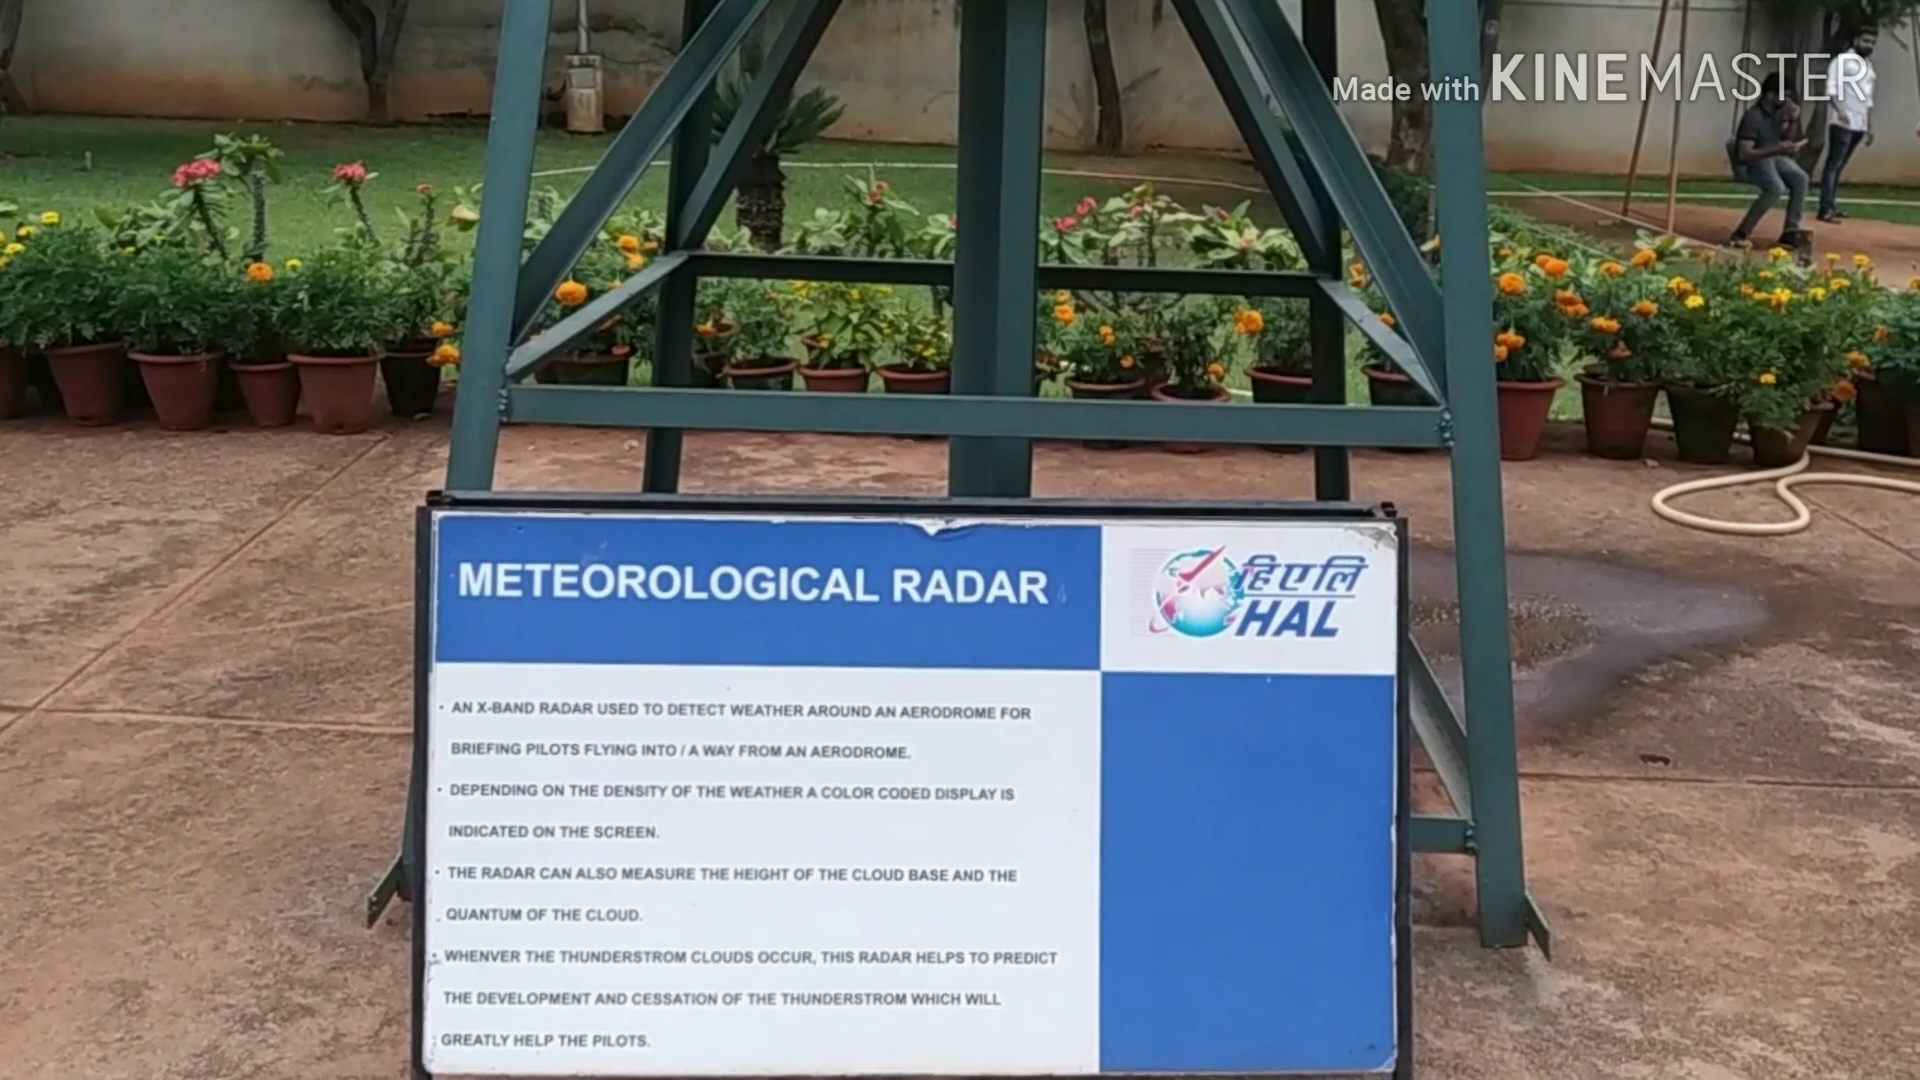 Made with KINEMASTER
METEOROLOGICAL RADAR
हिएलि
HAL
• AN X-BAND RADAR USED TO DETECT WEATHER AROUND AN AERODROME FOR
BRIEFING PILOTS FLYING INTO / A WAY FROM AN AERODROME.
• DEPENDING ON THE DENSITY OF THE WEATHER A COLOR CODED DISPLAY IS
INDICATED ON THE SCREEN.
• THE RADAR CAN ALSO MEASURE THE HEIGHT OF THE CLOUD BASE AND THE
QUANTUM OF THE CLOUD.
• WHENVER THE THUNDERSTROM CLOUDS OCCUR, THIS RADAR HELPS TO PREDICT
THE DEVELOPMENT AND CESSATION OF THE THUNDERSTROM WHICH WILL
GREATLY HELP THE PILOTS.